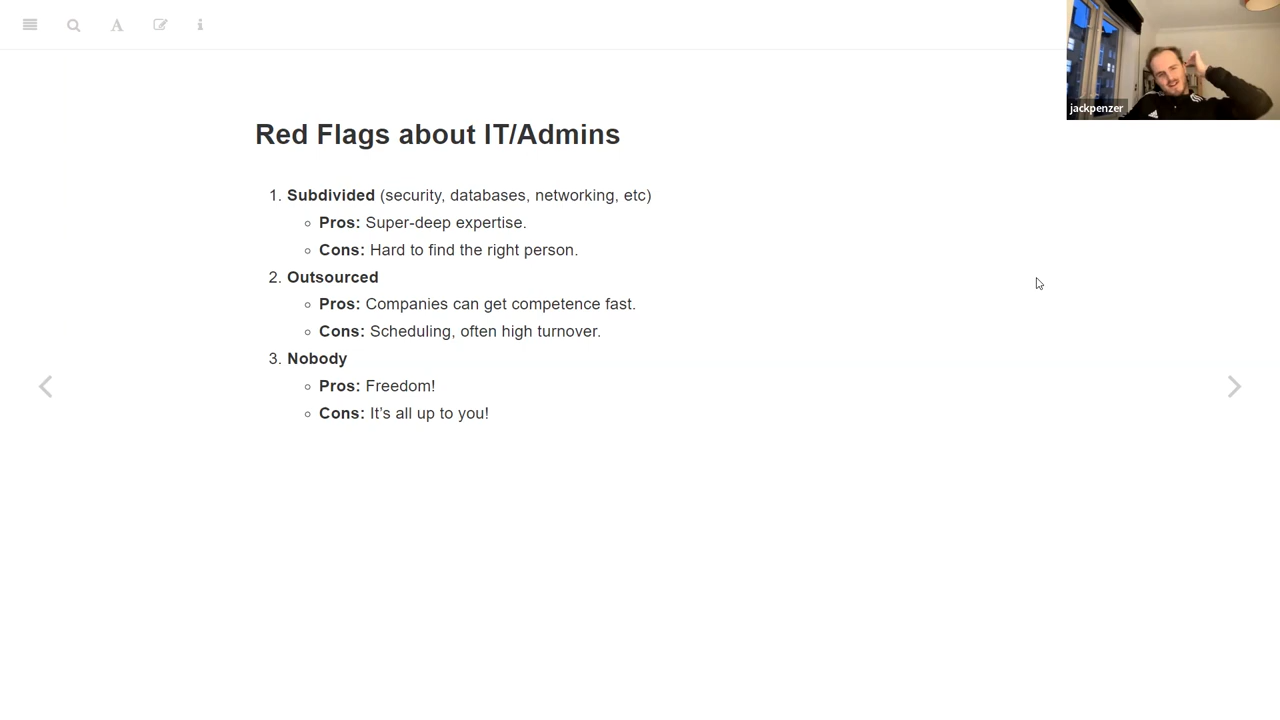 jackpenzer
Red Flags about IT/Admins
1. Subdivided (security, databases, networking, etc)
Pros: Super-deep expertise.
Cons: Hard to find the right person.
2. Outsourced
Pros: Companies can get competence fast.
Cons: Scheduling, often high turnover.
3. Nobody
Pros: Freedom!
Cons: It's all up to you!